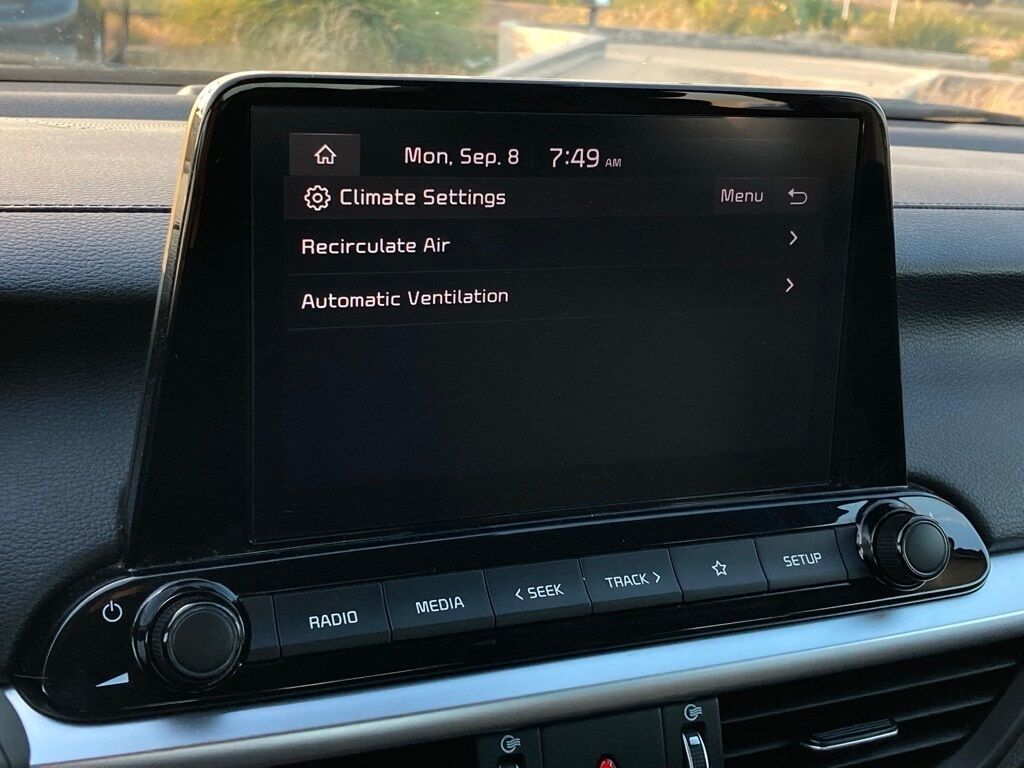 Mon, Sep. 8 7:49 AM
Climate Settings Menu
Recirculate Air
Automatic Ventilation
RADIO MEDIA < SEEK TRACK > SETUP